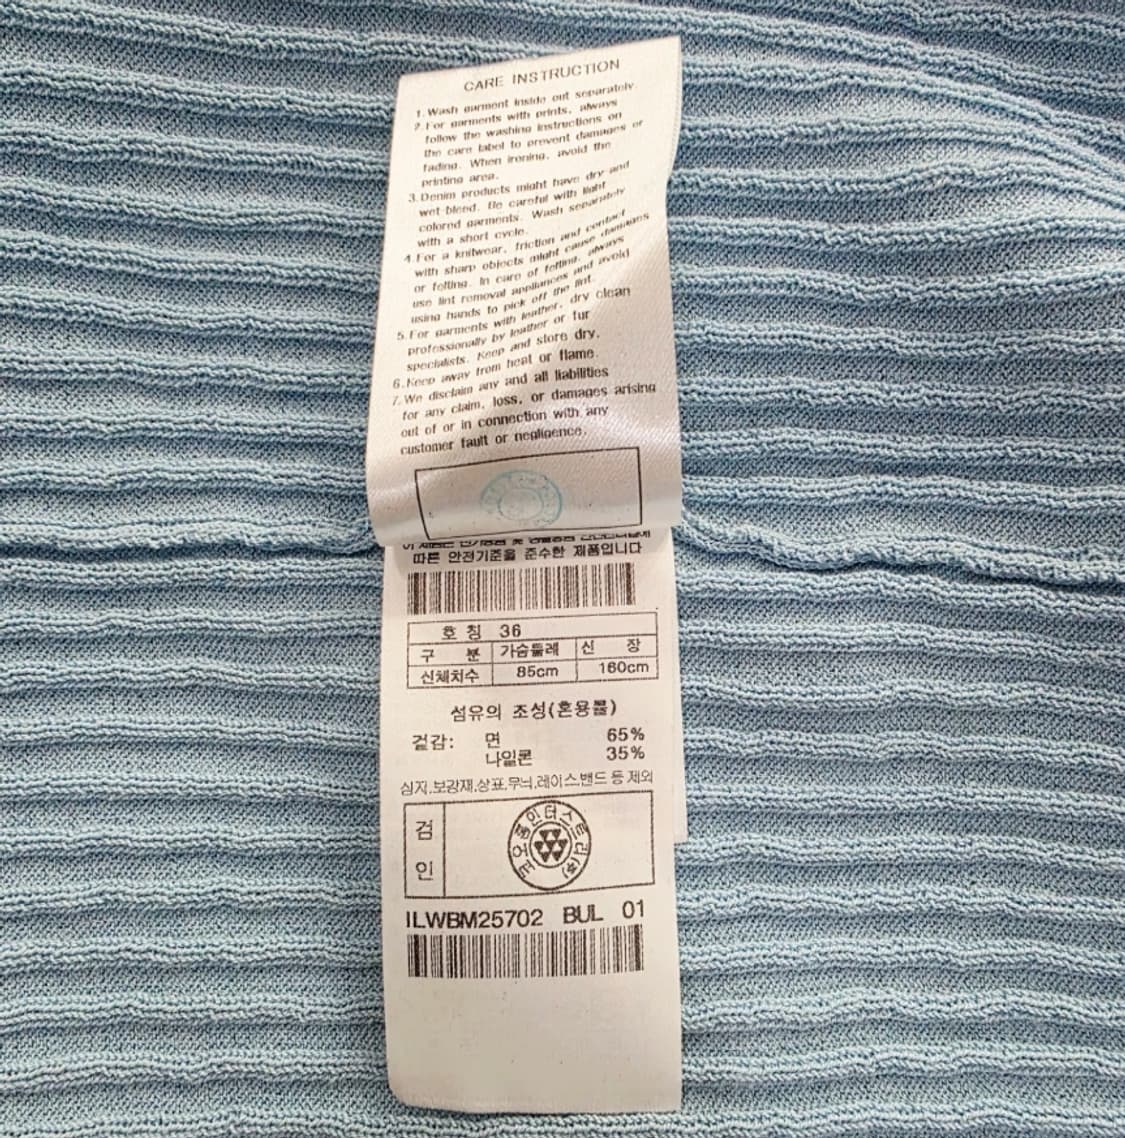 CARE INSTRUCTION
1.Wash garment inside out separately.
2.For garments with prints, always
follow the washing instructions on
the care label to prevent damages or
fading. When ironing, avoid the
printing area.
3.Denim products might have dry and
wet-bleed. Be careful with light
colored garments. Wash separately
with a short cycle.
4.For a knitwear, friction and contact
with sharp objects might cause damages
or felting. In care of felting, always
use lint removal appliances and avoid
using hands to pick off the lint.
5.For garments with leather, dry clean
professionally by leather or fur
specialists. Keep and store dry.
6.Keep away from heat or flame.
7.We disclaim any and all liabilities
for any claim, loss, or damages arising
out of or in connection with any
customer fault or negligence.
따른 안전기준을 준수한 제품입니다
호 칭 36
구 분 가슴둘레 신 장
신체치수 85cm 160cm
섬유의 조성(혼용률)
겉감: 면 65%
나일론 35%
심지,보강재,상표,무늬,레이스,밴드 등 제외
검
인
코오롱인더스트리(주)
ILWBM25702 BUL 01